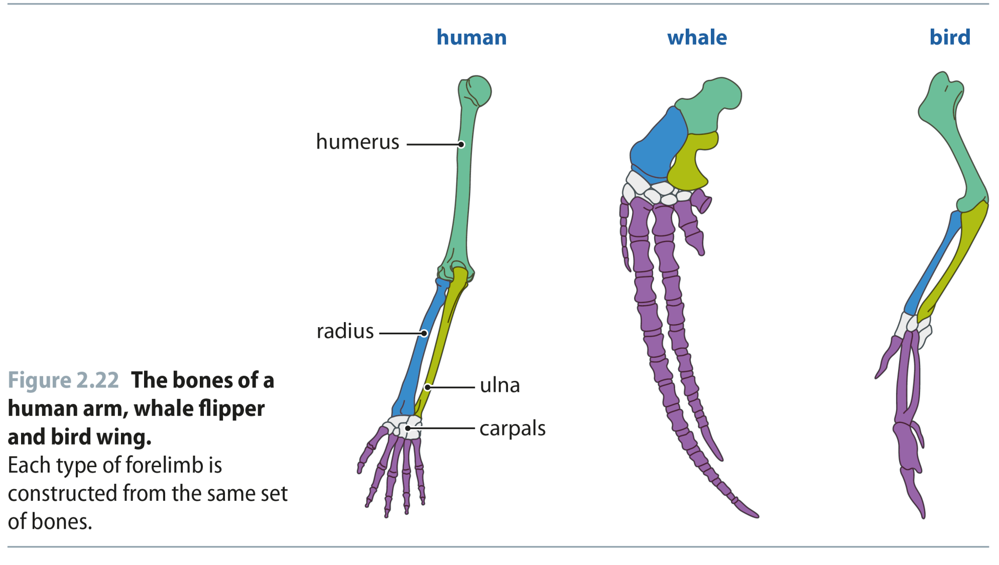 human
whale
bird
humerus
radius
ulna
carpals
Figure 2.22 The bones of a
human arm, whale flipper
and bird wing.
Each type of forelimb is
constructed from the same set
of bones.